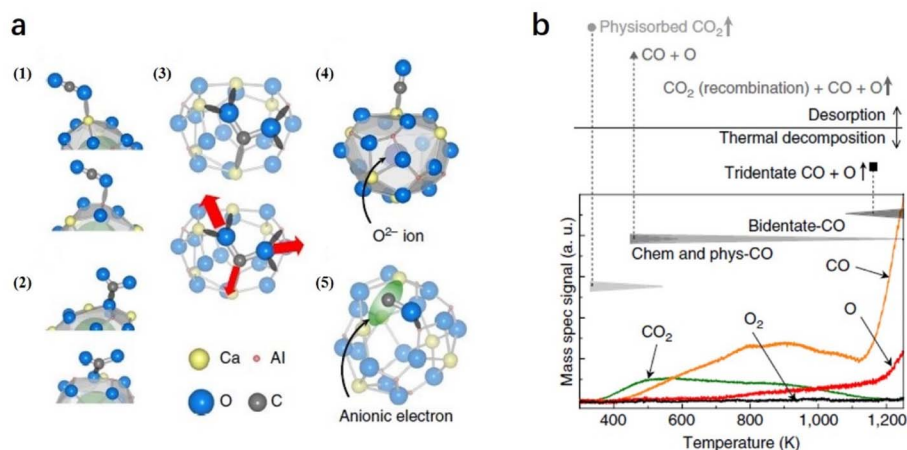 a
(1)
(3)
(4)
O²⁻ ion
(2)
(5)
Ca
Al
O
C
Anionic electron
b
Physisorbed CO₂↑
CO + O
CO₂ (recombination) + CO + O↑
Desorption
Thermal decomposition
Tridentate CO + O↑
Bidentate-CO
Chem and phys-CO
CO
O
O₂
CO₂
Mass spec signal (a. u.)
400 600 800 1,000 1,200
Temperature (K)